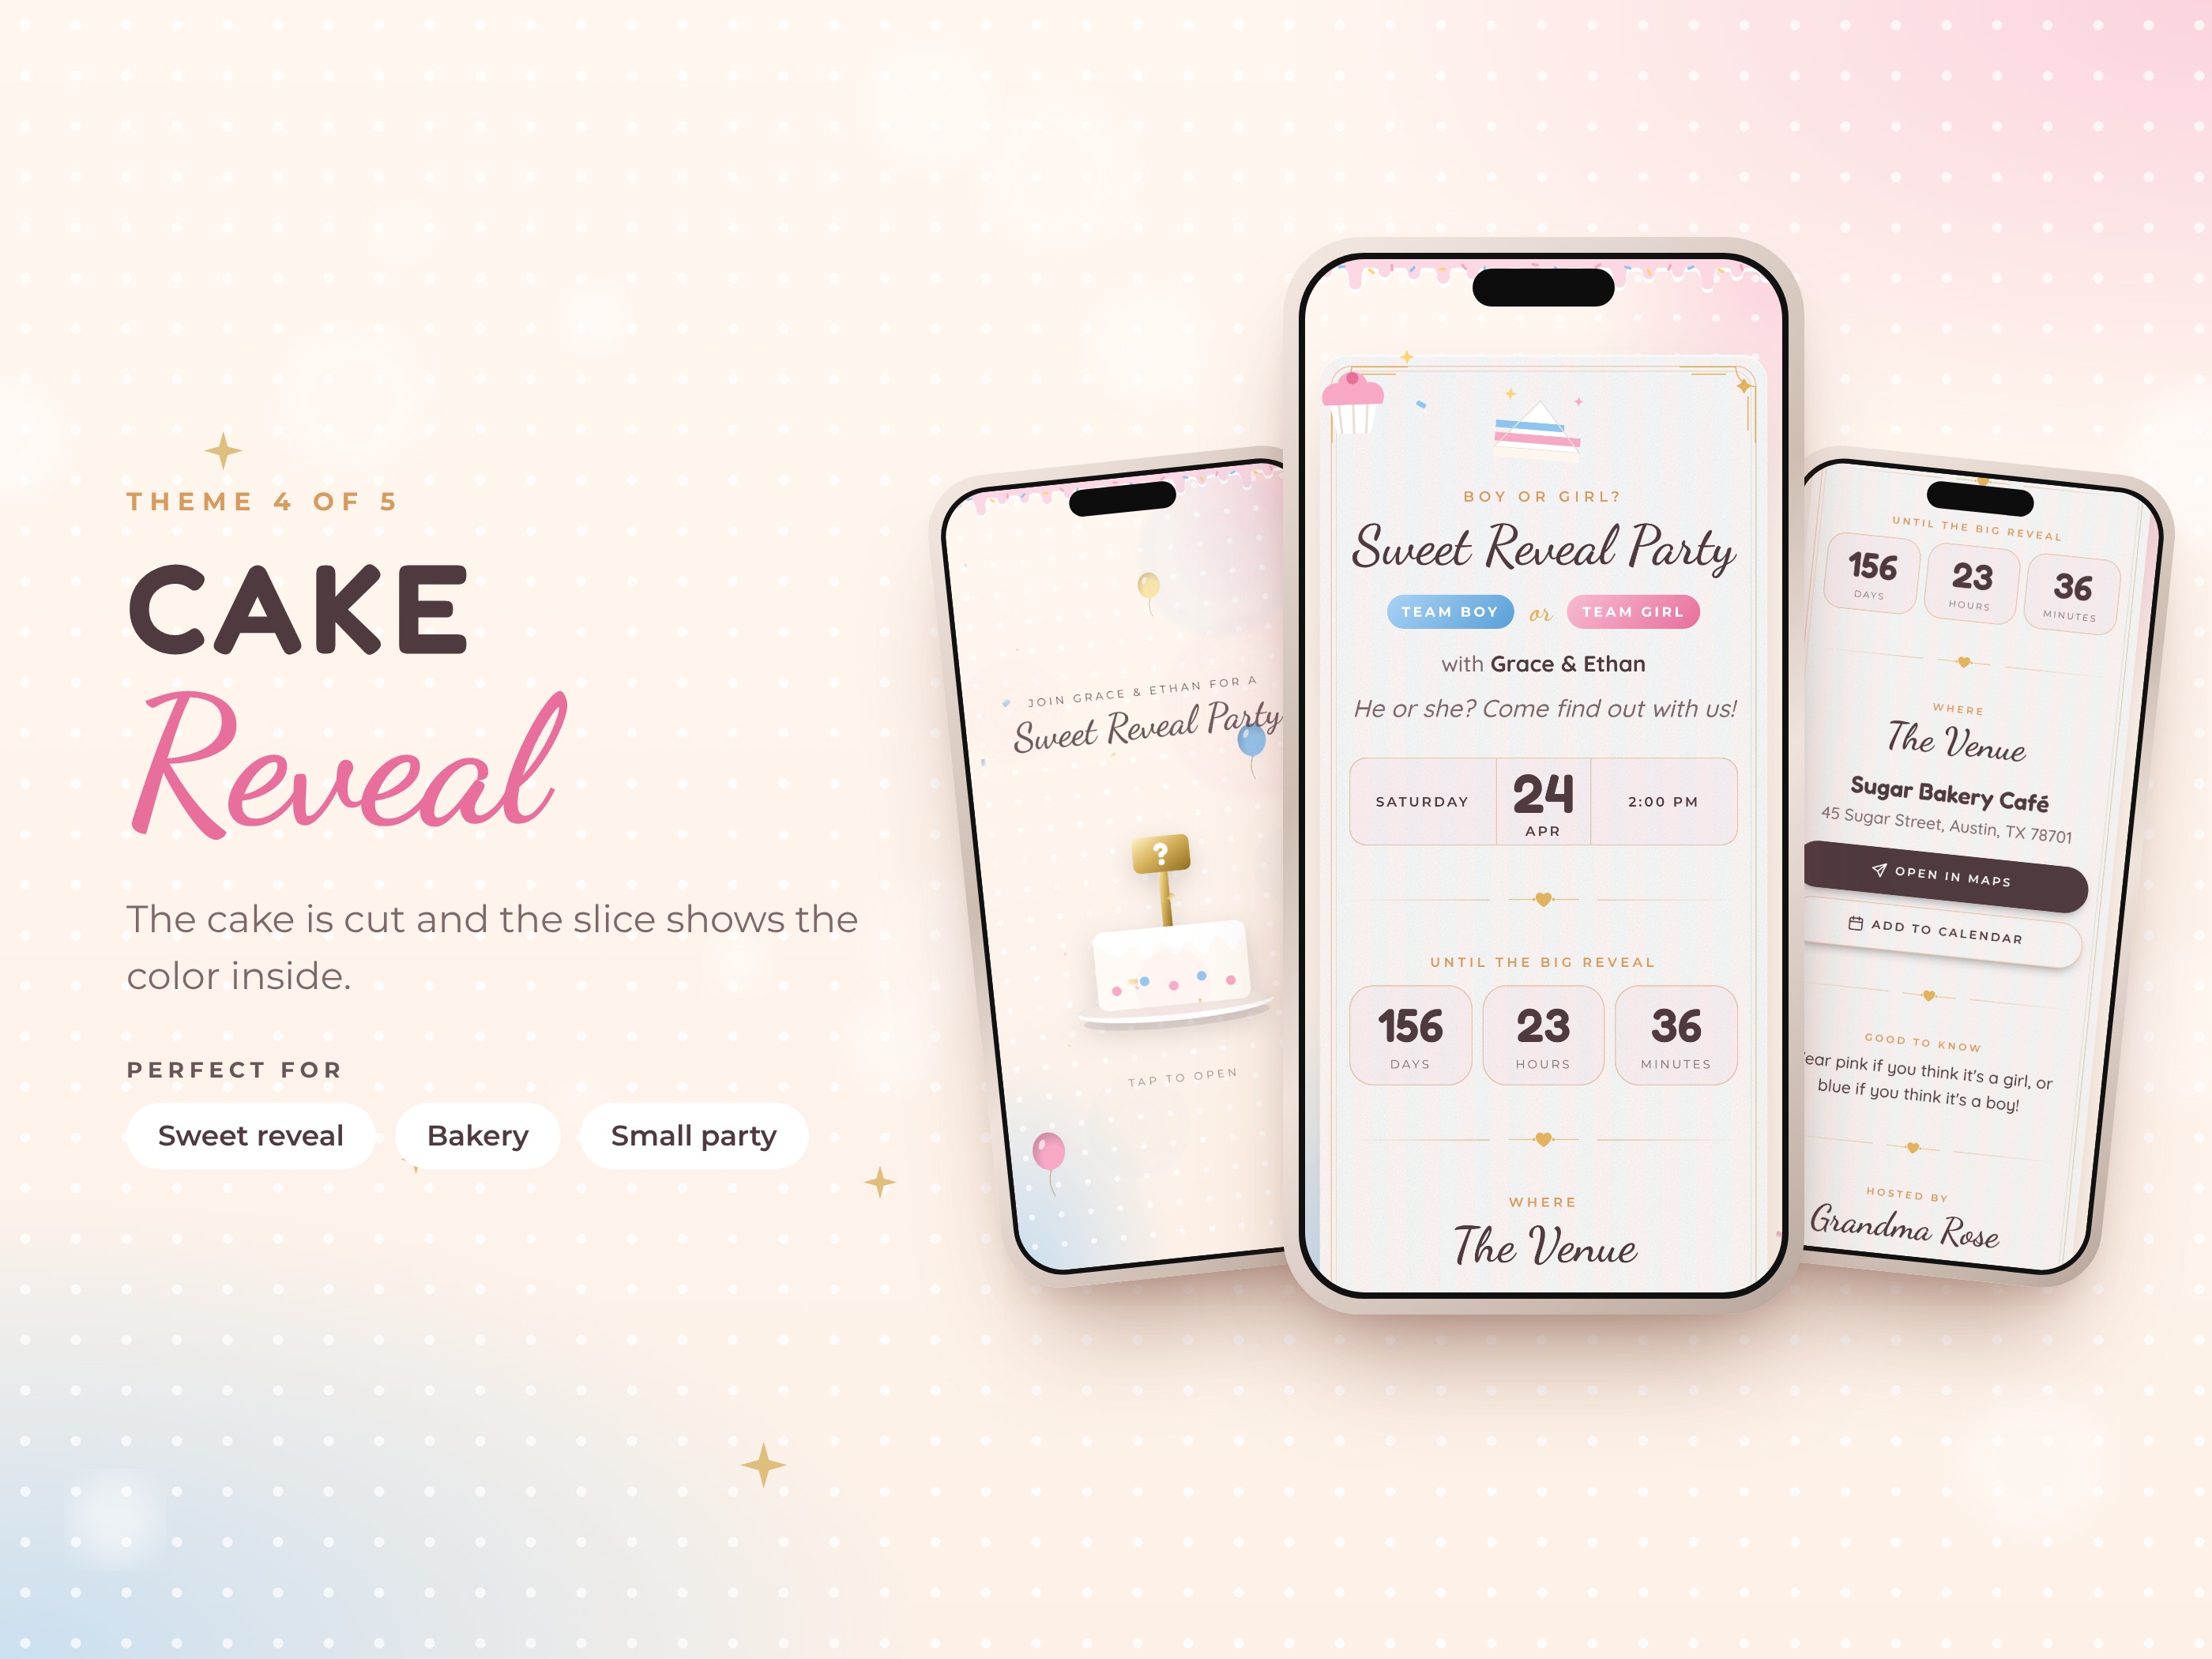 THEME 4 OF 5
CAKE
Reveal
The cake is cut and the slice shows the
color inside.
PERFECT FOR
Sweet reveal
Bakery
Small party
JOIN GRACE & ETHAN FOR A
Sweet Reveal Party
?
TAP TO OPEN
BOY OR GIRL?
Sweet Reveal Party
TEAM BOY or TEAM GIRL
with Grace & Ethan
He or she? Come find out with us!
SATURDAY 24 APR 2:00 PM
UNTIL THE BIG REVEAL
156 23 36
DAYS HOURS MINUTES
WHERE
The Venue
UNTIL THE BIG REVEAL
156 23 36
DAYS HOURS MINUTES
WHERE
The Venue
Sugar Bakery Café
45 Sugar Street, Austin, TX 78701
OPEN IN MAPS
ADD TO CALENDAR
GOOD TO KNOW
pink if you think it's a girl, or
blue if you think it's a boy!
HOSTED BY
Grandma Rose